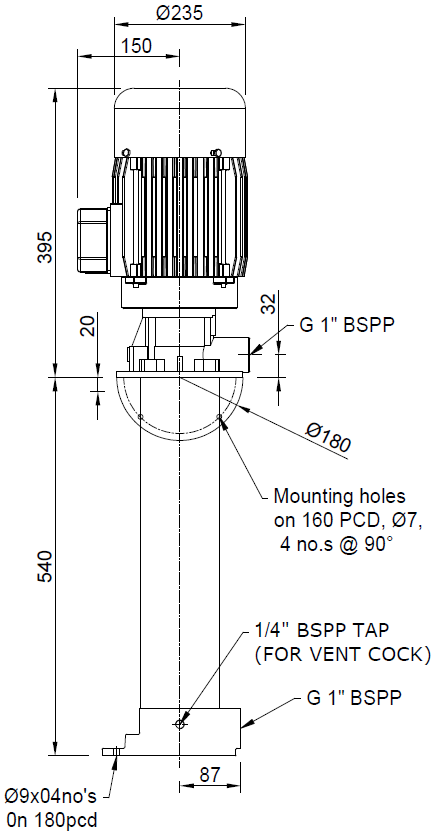 Ø235
150
395
32
20
G 1" BSPP
Ø180
Mounting holes
on 160 PCD, Ø7,
4 no.s @ 90°
540
1/4" BSPP TAP
(FOR VENT COCK)
G 1" BSPP
87
Ø9x04no's
0n 180pcd